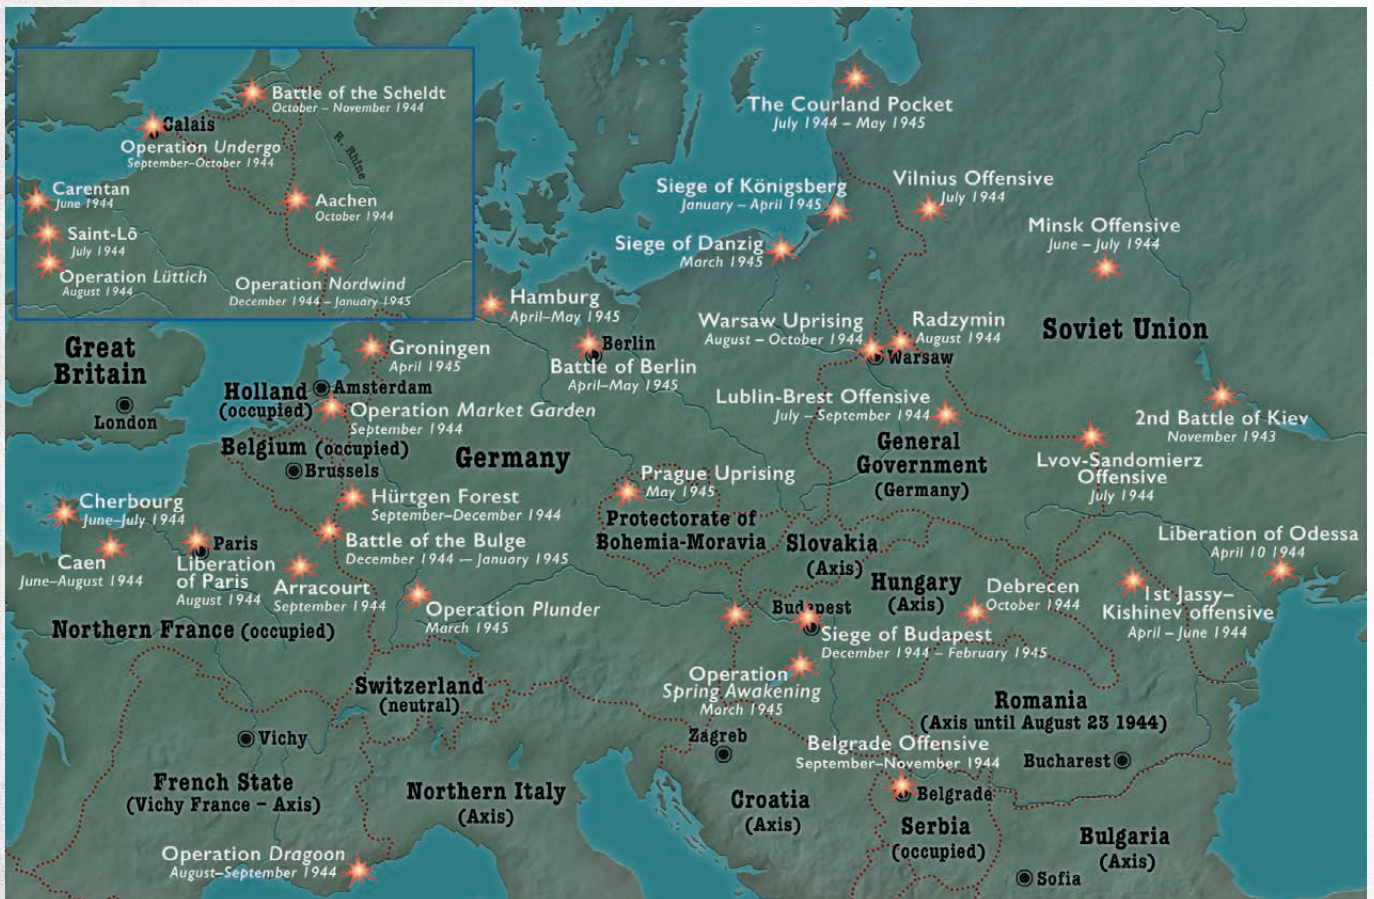 Battle of the Scheldt
October – November 1944
Calais
Operation Undergo
September–October 1944
R. Rhine
Carentan
June 1944
Aachen
October 1944
Saint-Lô
July 1944
Operation Lüttich
August 1944
Operation Nordwind
December 1944 – January 1945
The Courland Pocket
July 1944 – May 1945
Siege of Königsberg
January – April 1945
Vilnius Offensive
July 1944
Minsk Offensive
June – July 1944
Siege of Danzig
March 1945
Hamburg
April–May 1945
Warsaw Uprising
August – October 1944
Radzymin
August 1944
Warsaw
Soviet Union
Great
Britain
London
Groningen
April 1945
Berlin
Battle of Berlin
April–May 1945
Holland
(occupied)
Amsterdam
Operation Market Garden
September 1944
Lublin-Brest Offensive
July – September 1944
2nd Battle of Kiev
November 1943
Belgium (occupied)
Brussels
Germany
General
Government
(Germany)
Lvov-Sandomierz
Offensive
July 1944
Prague Uprising
May 1945
Protectorate of
Bohemia-Moravia
Cherbourg
June–July 1944
Hürtgen Forest
September–December 1944
Battle of the Bulge
December 1944 — January 1945
Caen
June–August 1944
Paris
Liberation
of Paris
August 1944
Arracourt
September 1944
Operation Plunder
March 1945
Northern France (occupied)
Slovakia
(Axis)
Hungary
(Axis)
Debrecen
October 1944
Liberation of Odessa
April 10 1944
1st Jassy–
Kishinev offensive
April – June 1944
Budapest
Siege of Budapest
December 1944 – February 1945
Operation
Spring Awakening
March 1945
Switzerland
(neutral)
Romania
(Axis until August 23 1944)
Bucharest
Vichy
Zagreb
Belgrade Offensive
September–November 1944
Belgrade
French State
(Vichy France – Axis)
Northern Italy
(Axis)
Croatia
(Axis)
Serbia
(occupied)
Bulgaria
(Axis)
Sofia
Operation Dragoon
August–September 1944